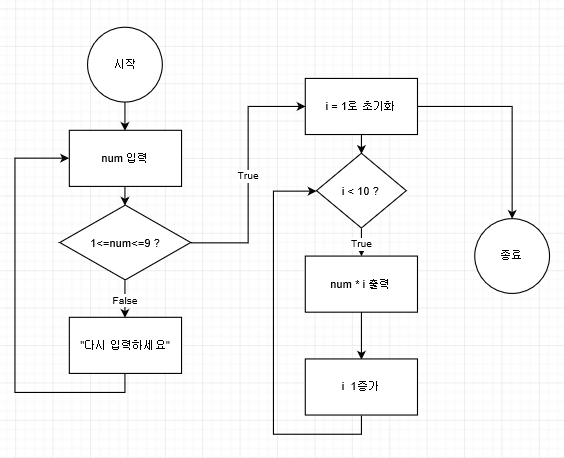 시작
num 입력
1<=num<=9 ?
False
"다시 입력하세요"
True
i = 1로 초기화
i < 10 ?
True
num * i 출력
i 1증가
종료